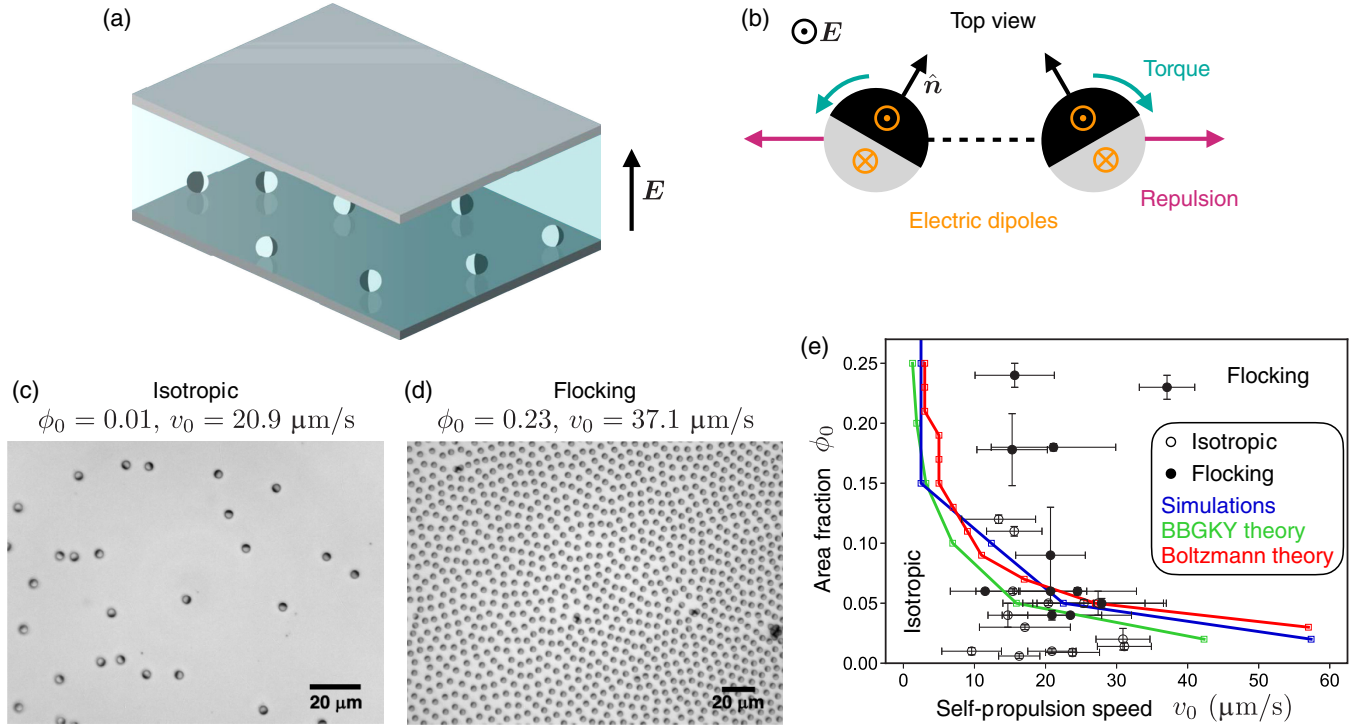 (a)
E
(b)
⊙E
Top view
n̂
Torque
Electric dipoles
Repulsion
(c)
Isotropic
ϕ₀ = 0.01, v₀ = 20.9 μm/s
20 μm
(d)
Flocking
ϕ₀ = 0.23, v₀ = 37.1 μm/s
20 μm
(e)
Area fraction ϕ₀
0.25
0.20
0.15
0.10
0.05
0.00
Isotropic
Flocking
Isotropic
Flocking
Simulations
BBGKY theory
Boltzmann theory
0 10 20 30 40 50 60
Self-propulsion speed v₀ (μm/s)